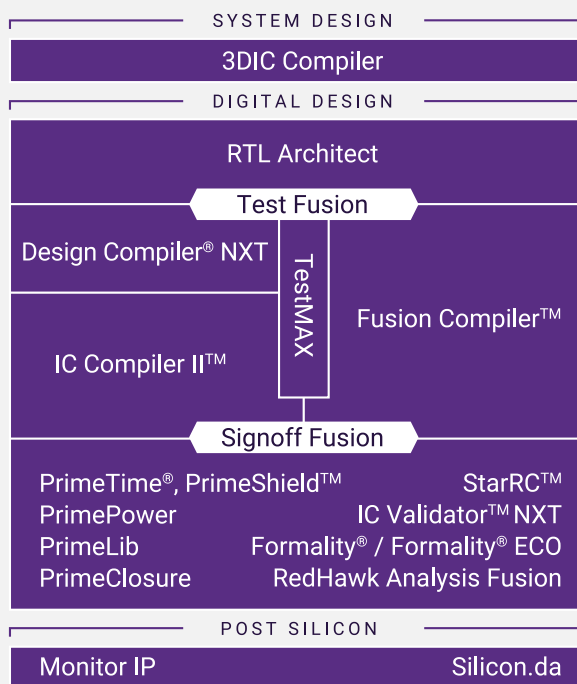 SYSTEM DESIGN
3DIC Compiler
DIGITAL DESIGN
RTL Architect
Test Fusion
Design Compiler® NXT
TestMAX
Fusion Compiler™
IC Compiler II™
Signoff Fusion
PrimeTime®, PrimeShield™
StarRC™
PrimePower
IC Validator™ NXT
PrimeLib
Formality® / Formality® ECO
PrimeClosure
RedHawk Analysis Fusion
POST SILICON
Monitor IP
Silicon.da